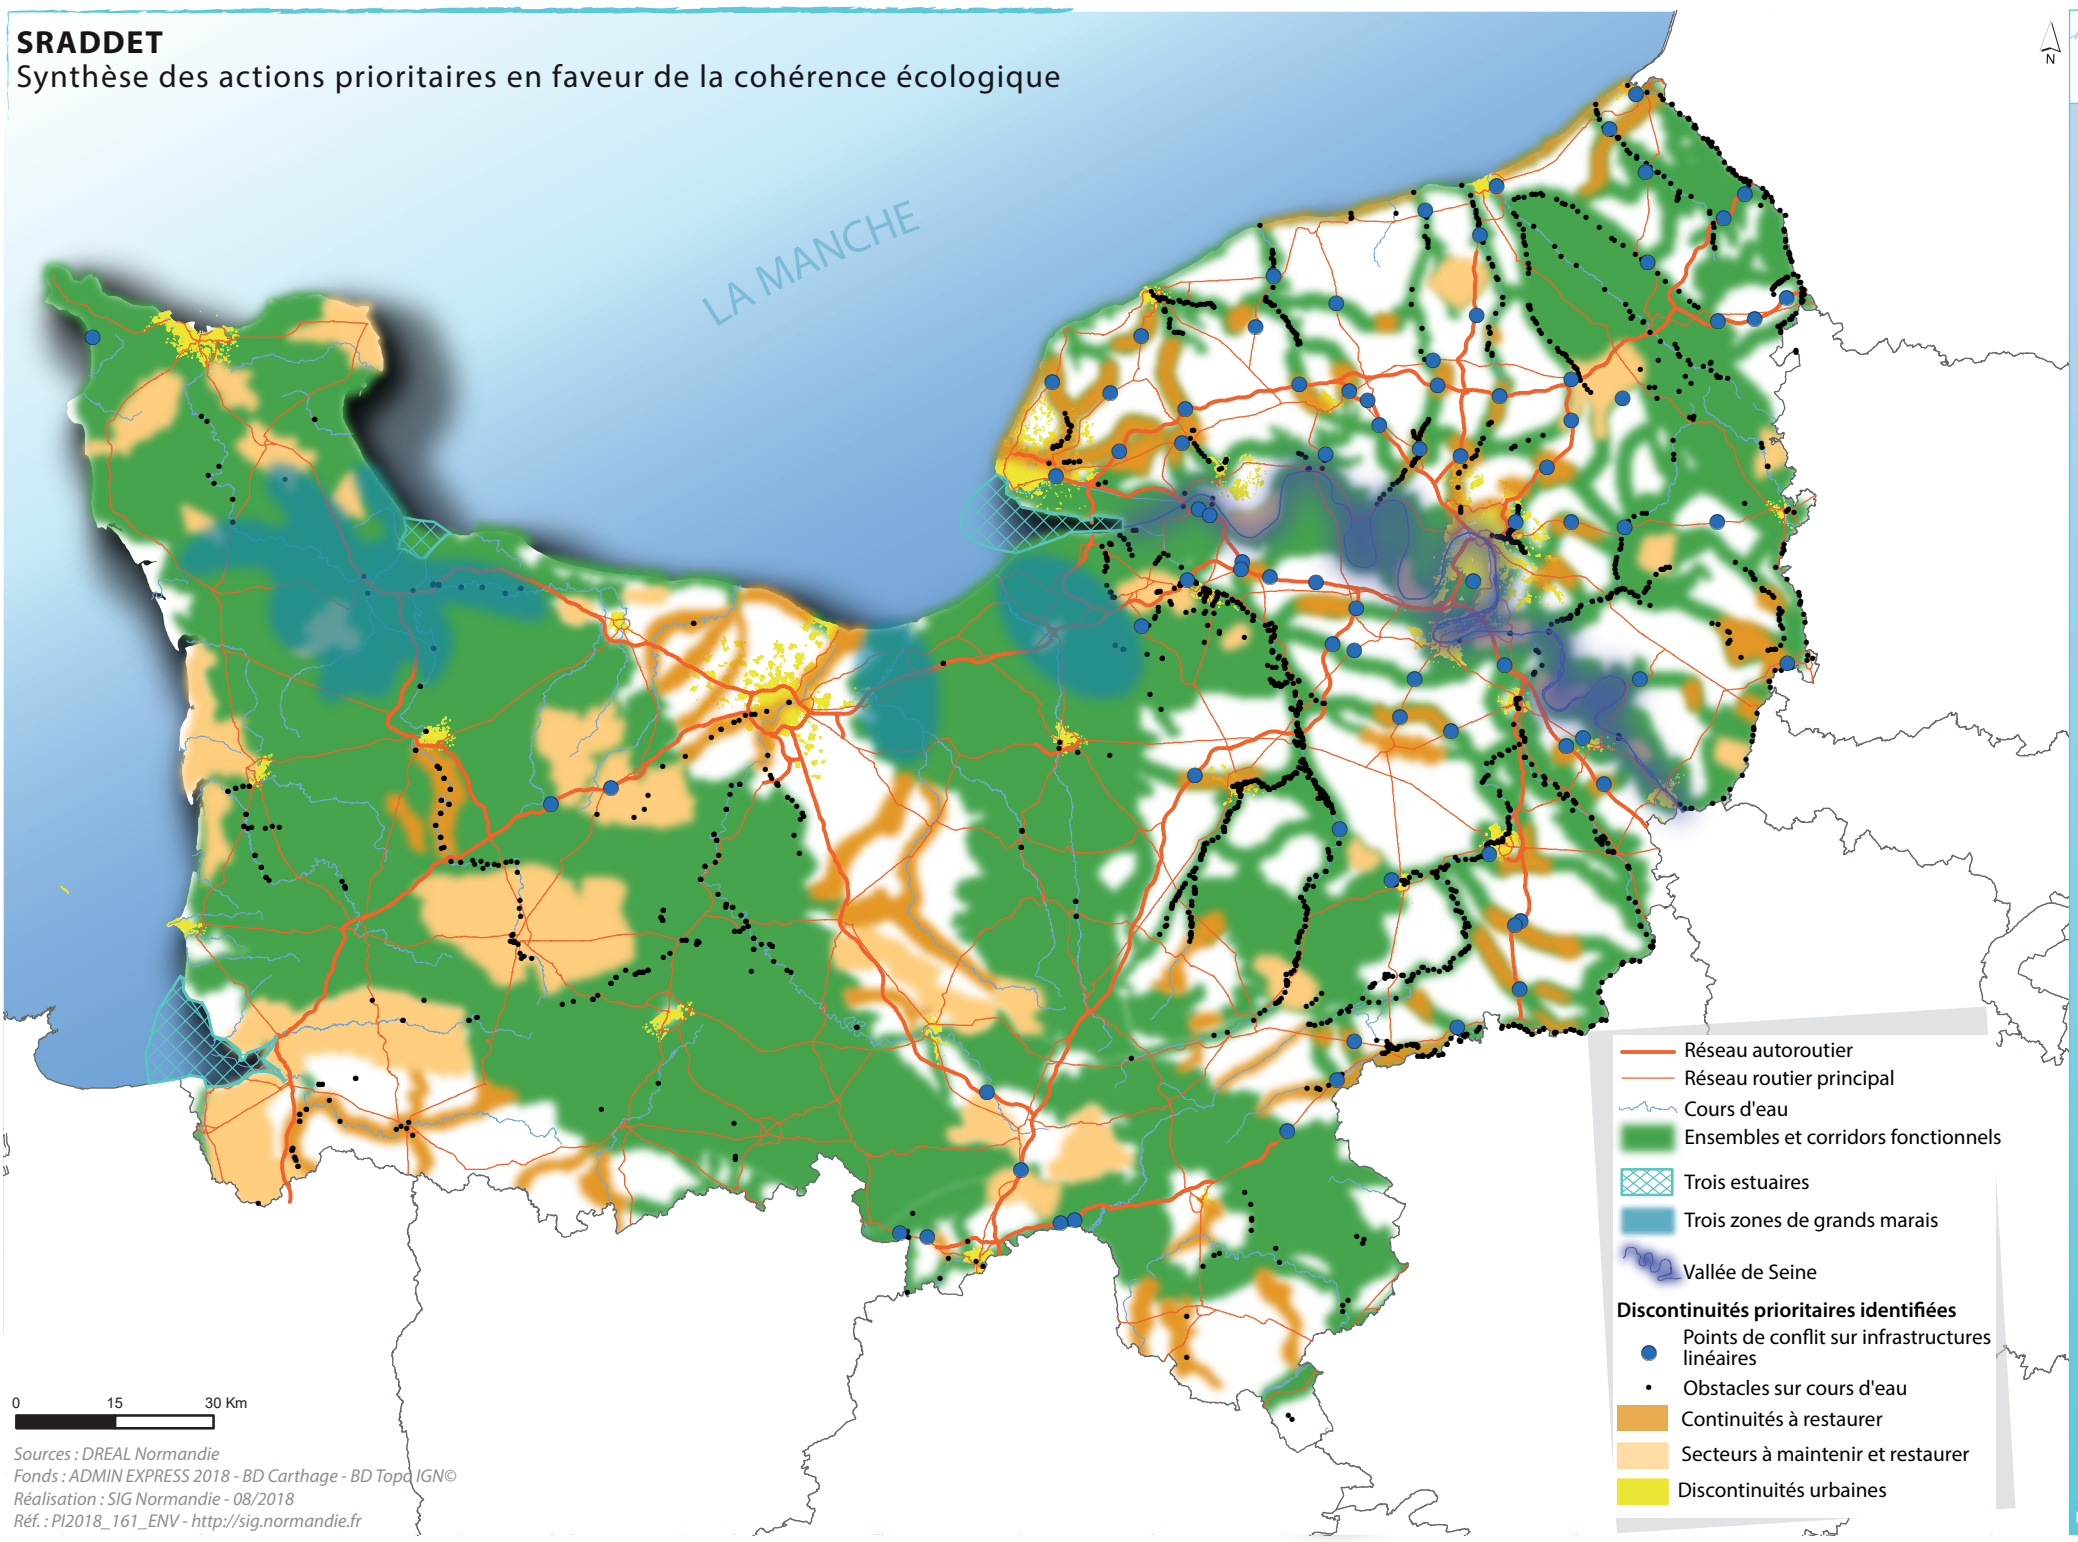 SRADDET
Synthèse des actions prioritaires en faveur de la cohérence écologique
N
LA MANCHE
Réseau autoroutier
Réseau routier principal
Cours d'eau
Ensembles et corridors fonctionnels
Trois estuaires
Trois zones de grands marais
Vallée de Seine
Discontinuités prioritaires identifiées
Points de conflit sur infrastructures
linéaires
Obstacles sur cours d'eau
Continuités à restaurer
Secteurs à maintenir et restaurer
Discontinuités urbaines
0 15 30 Km
Sources : DREAL Normandie
Fonds : ADMIN EXPRESS 2018 - BD Carthage - BD Topo IGN©
Réalisation : SIG Normandie - 08/2018
Réf. : PI2018_161_ENV - http://sig.normandie.fr